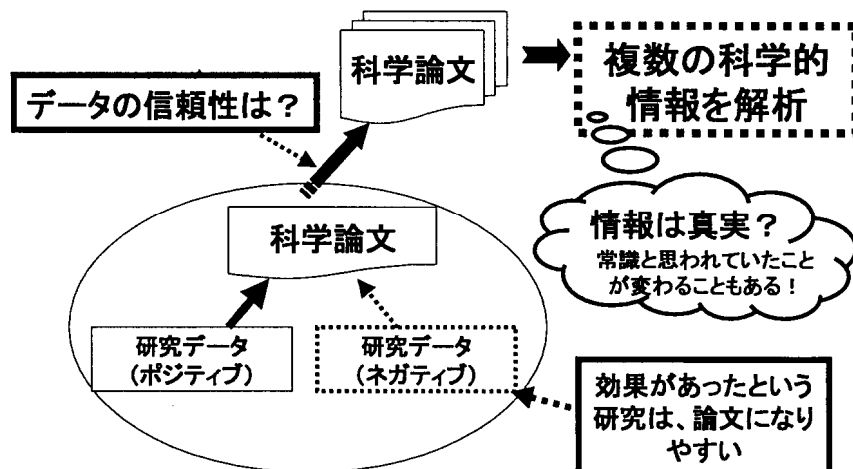 科学論文
複数の科学的
情報を解析
データの信頼性は？
情報は真実？
常識と思われていたこと
が変わることもある！
科学論文
研究データ
(ポジティブ)
研究データ
(ネガティブ)
効果があったという
研究は、論文になり
やすい